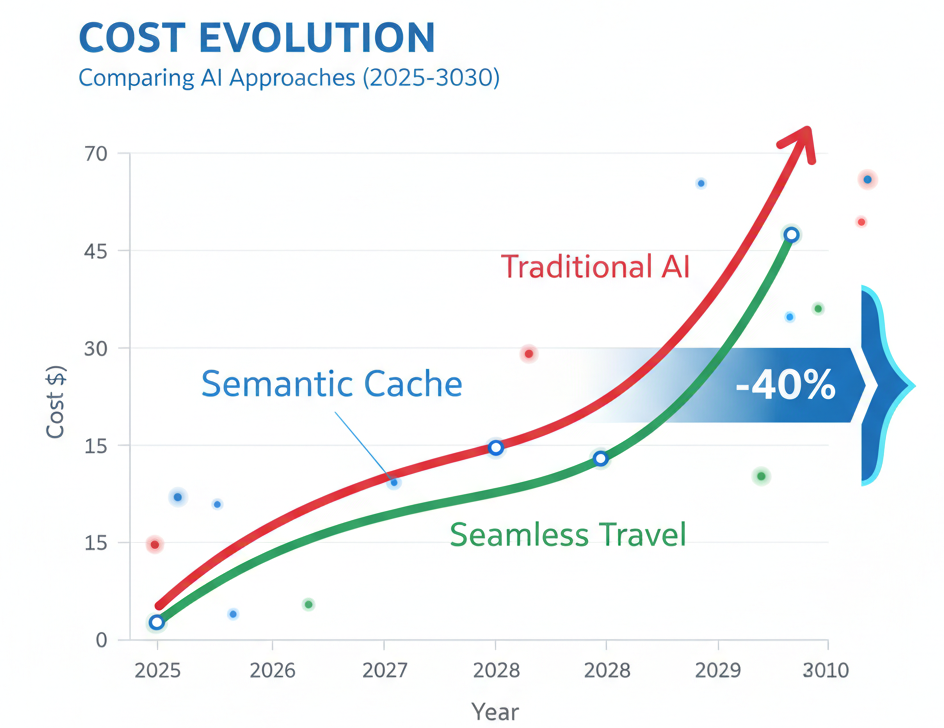 COST EVOLUTION
Comparing AI Approaches (2025-3030)
70
45
Traditional AI
30
Semantic Cache
-40%
Cost $)
15
Seamless Travel
15
0
2025 2026 2027 2028 2028 2029 3010
Year